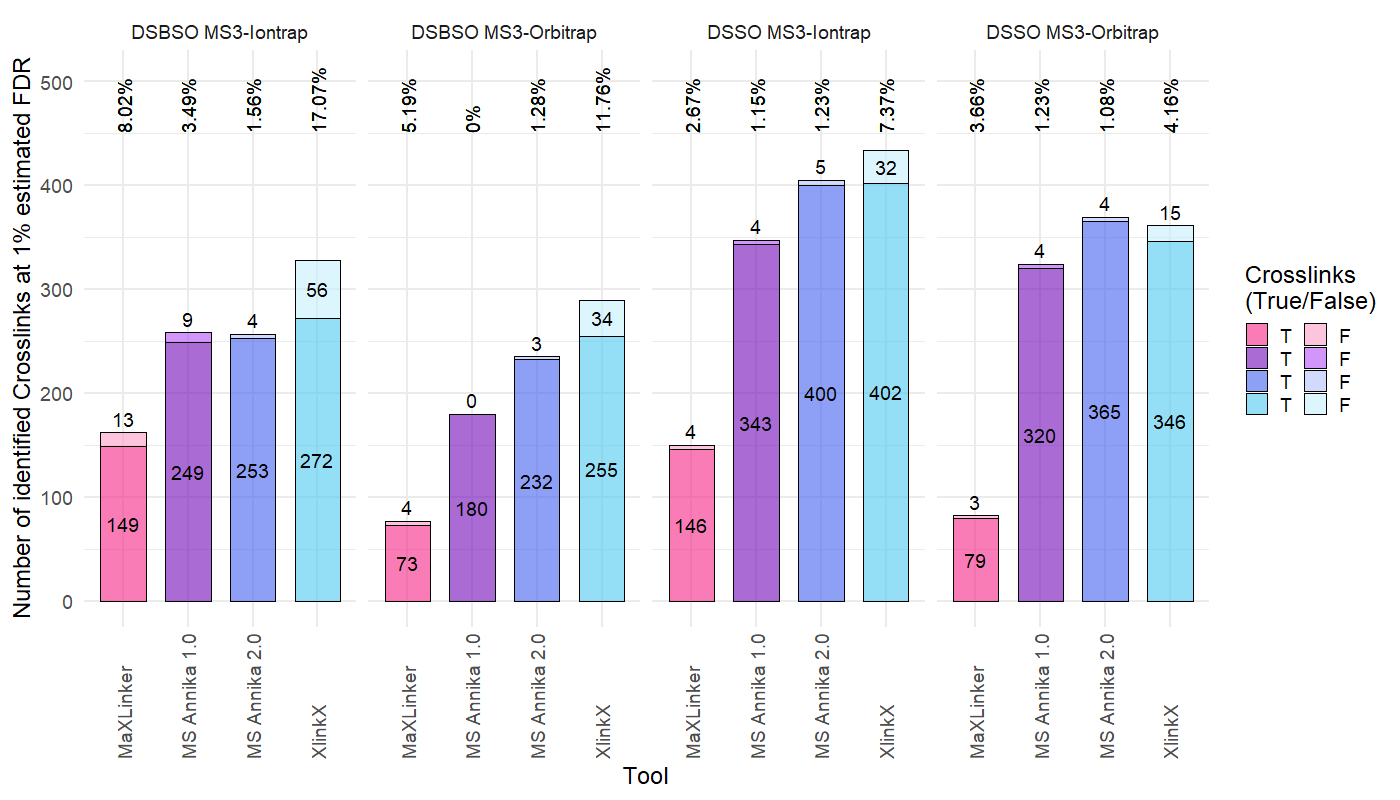 DSBSO MS3-Iontrap
DSBSO MS3-Orbitrap
DSSO MS3-Iontrap
DSSO MS3-Orbitrap
Number of identified Crosslinks at 1% estimated FDR
500
400
300
200
100
0
8.02%
3.49%
1.56%
17.07%
13
149
9
249
4
253
56
272
5.19%
0%
1.28%
11.76%
4
73
0
180
3
232
34
255
2.67%
1.15%
1.23%
7.37%
4
146
4
343
5
400
32
402
3.66%
1.23%
1.08%
4.16%
3
79
4
320
4
365
15
346
MaXLinker
MS Annika 1.0
MS Annika 2.0
XlinkX
MaXLinker
MS Annika 1.0
MS Annika 2.0
XlinkX
MaXLinker
MS Annika 1.0
MS Annika 2.0
XlinkX
MaXLinker
MS Annika 1.0
MS Annika 2.0
XlinkX
Tool
Crosslinks
(True/False)
T F
T F
T F
T F